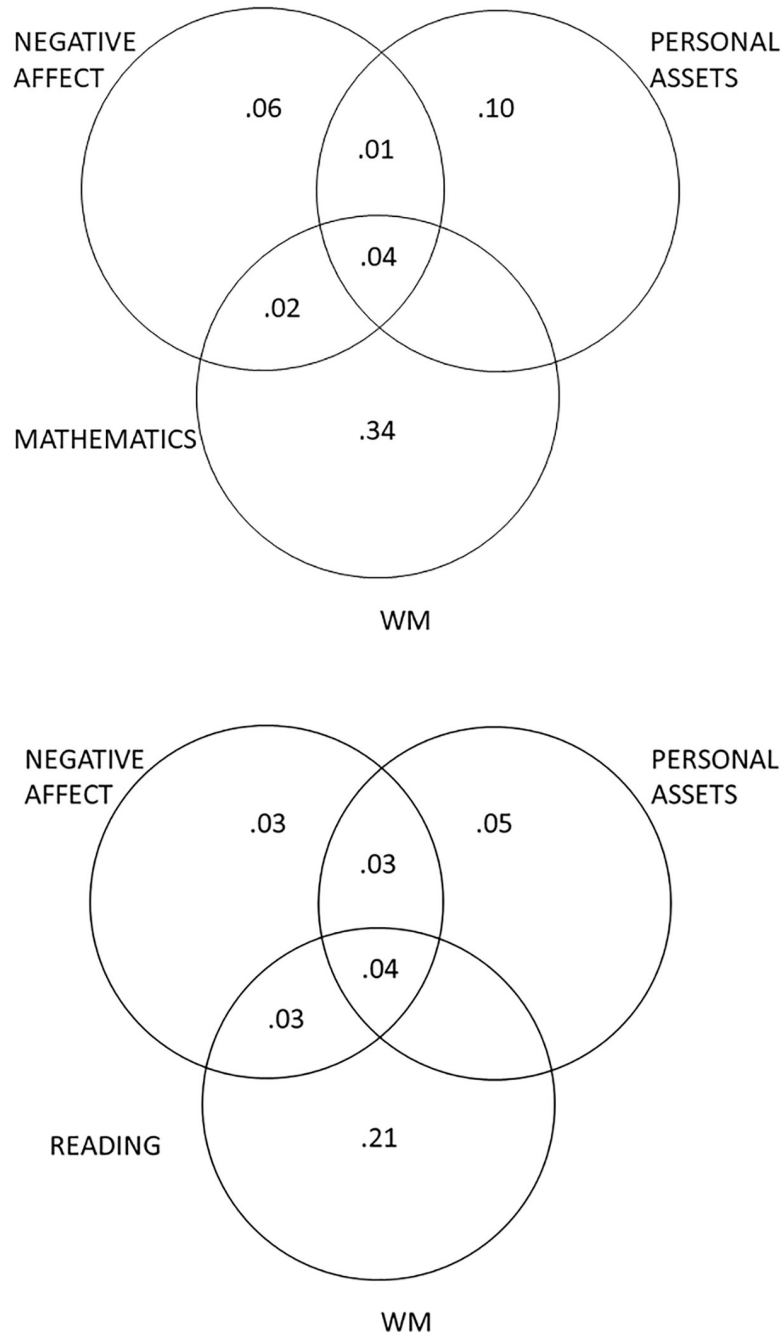 NEGATIVE
AFFECT
PERSONAL
ASSETS
.06
.10
.01
.04
.02
MATHEMATICS
.34
WM
NEGATIVE
AFFECT
PERSONAL
ASSETS
.03
.05
.03
.04
.03
READING
.21
WM